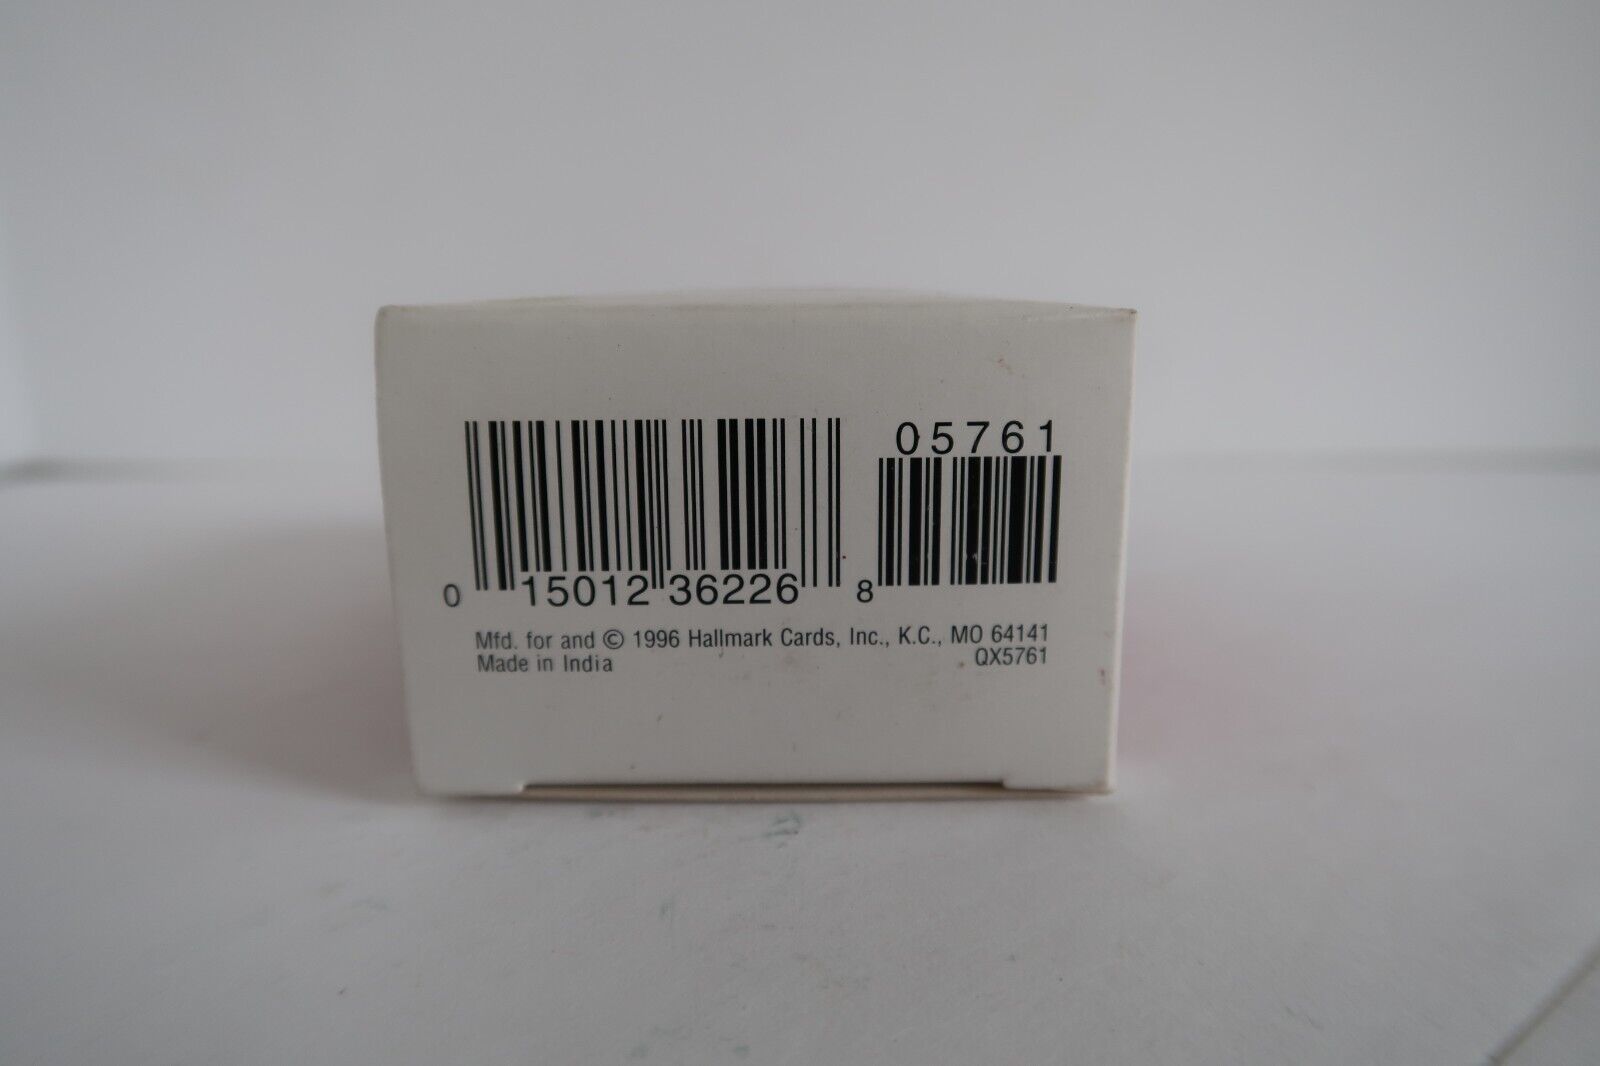 05761
0 15012 36226 8
Mfd. for and © 1996 Hallmark Cards, Inc., K.C., MO 64141
Made in India QX5761